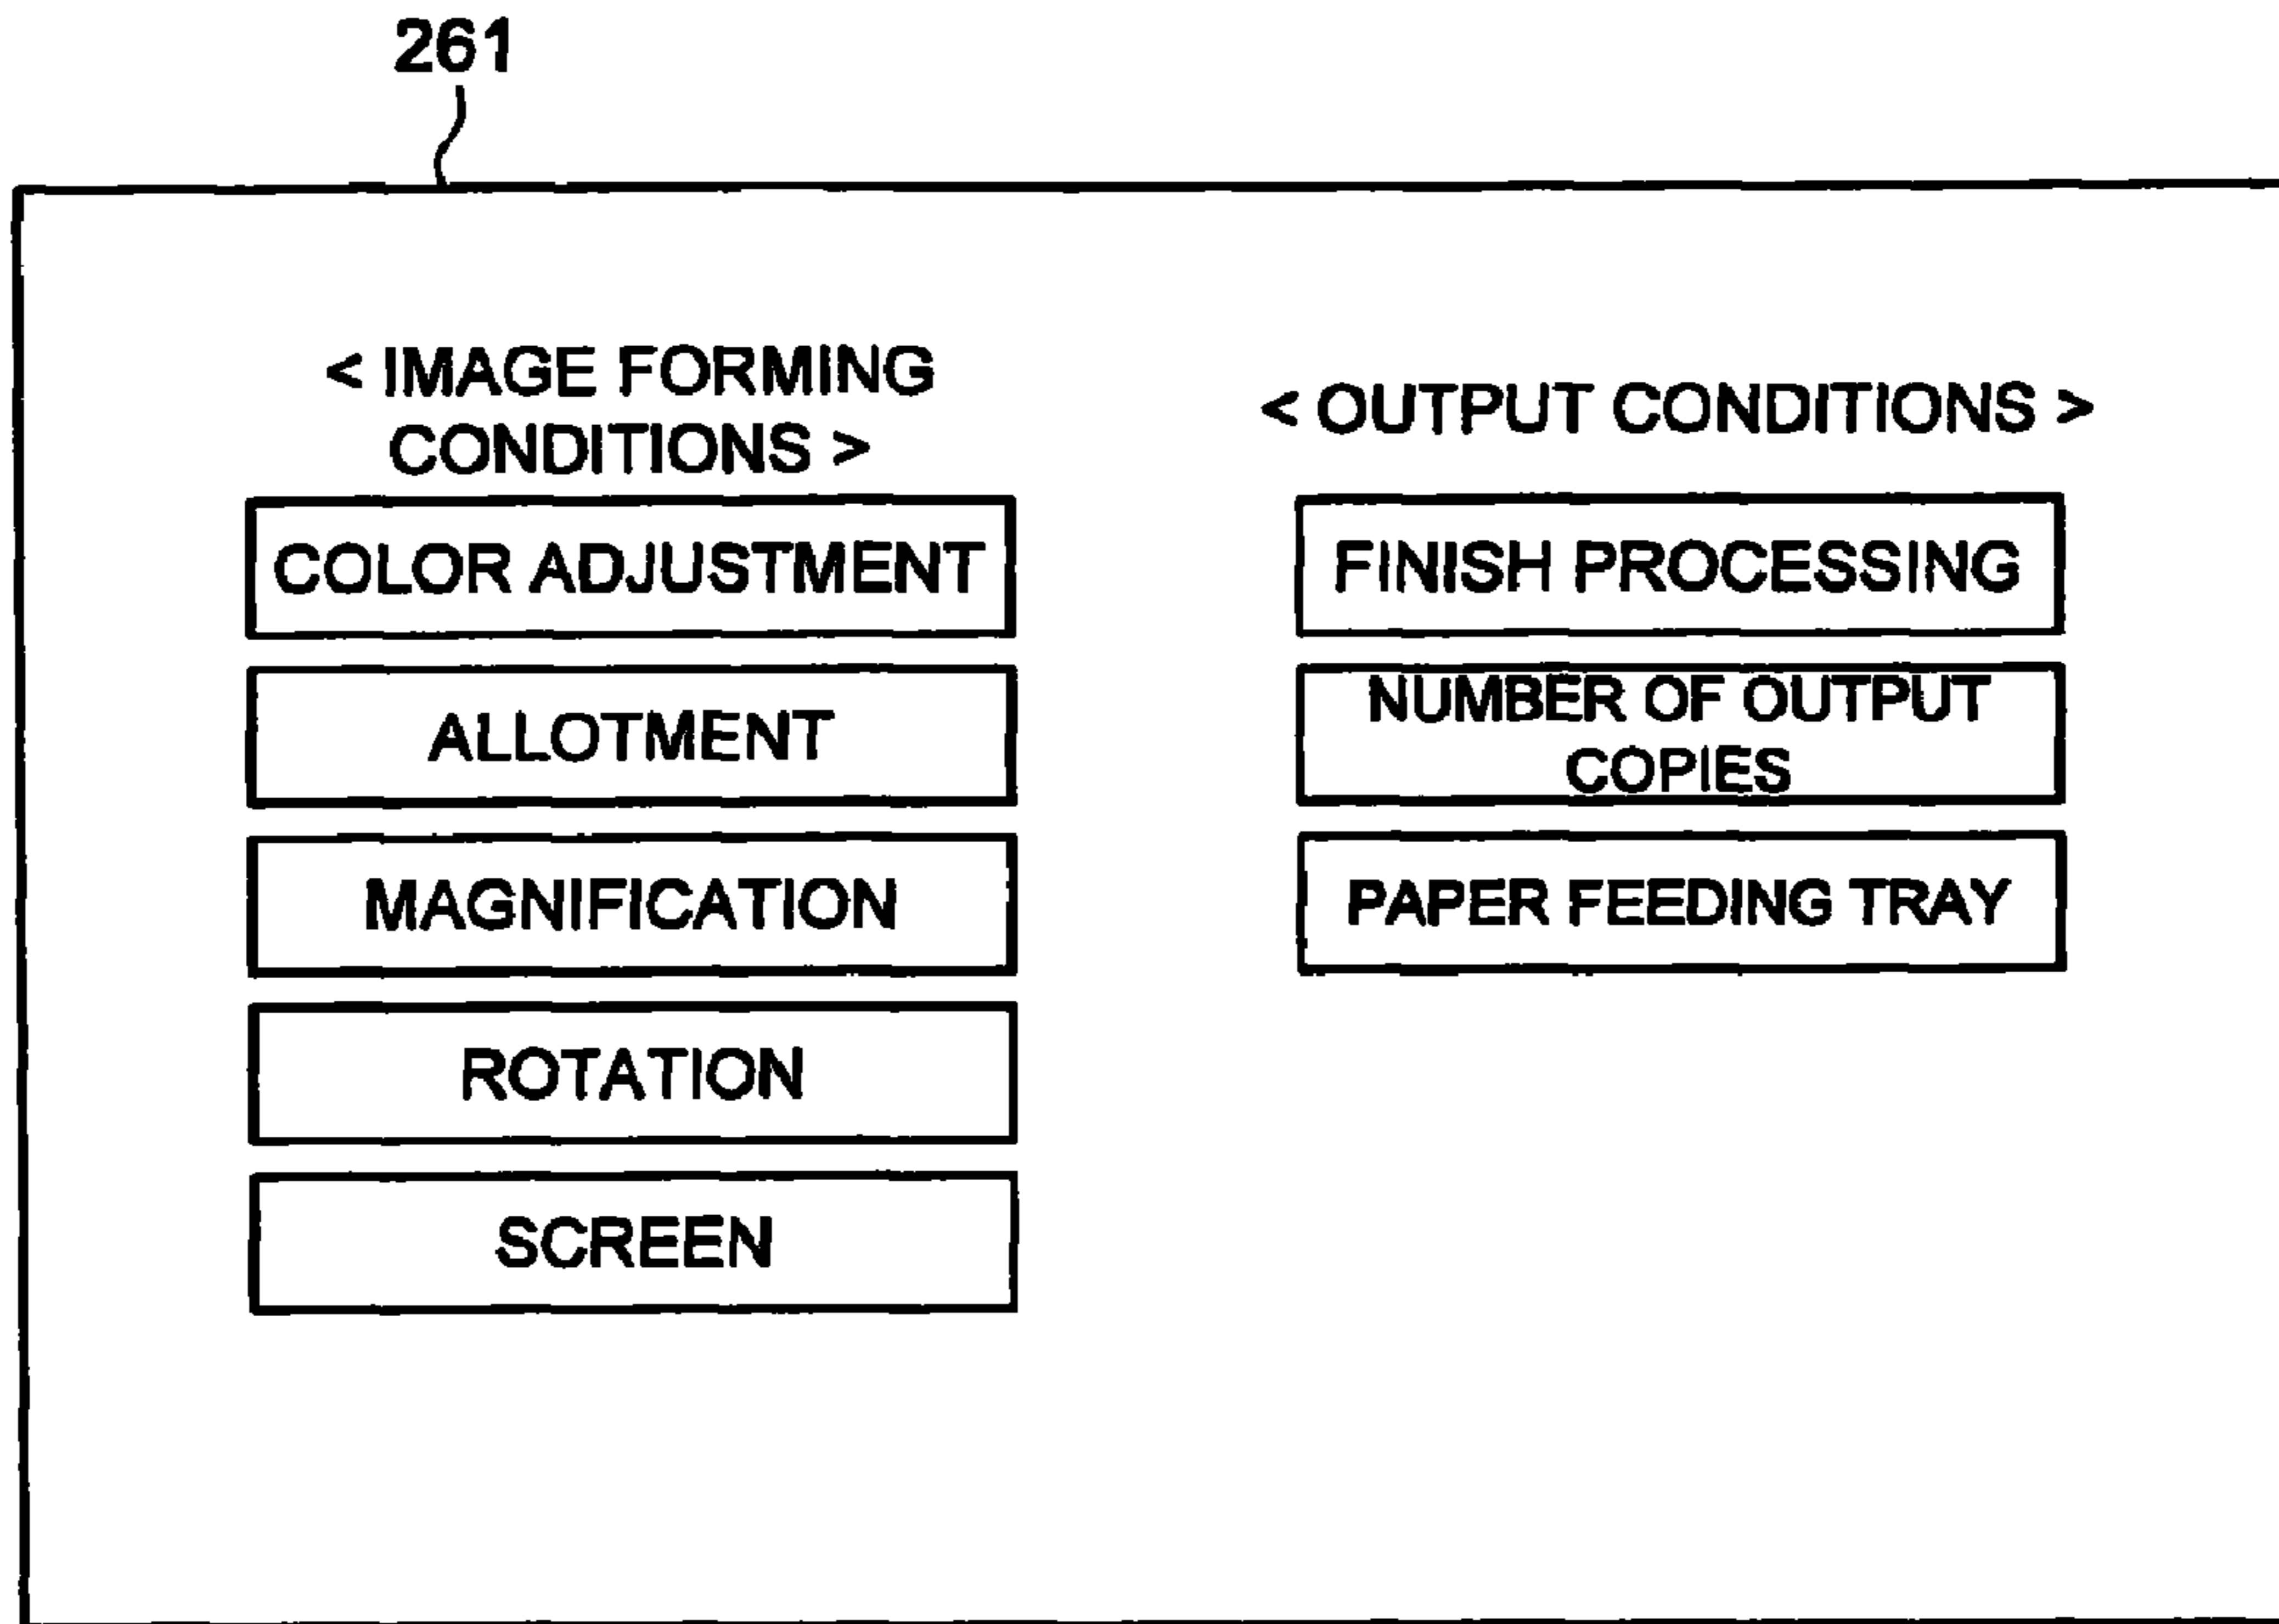 261
< IMAGE FORMING
CONDITIONS >
COLOR ADJUSTMENT
ALLOTMENT
MAGNIFICATION
ROTATION
SCREEN
< OUTPUT CONDITIONS >
FINISH PROCESSING
NUMBER OF OUTPUT
COPIES
PAPER FEEDING TRAY